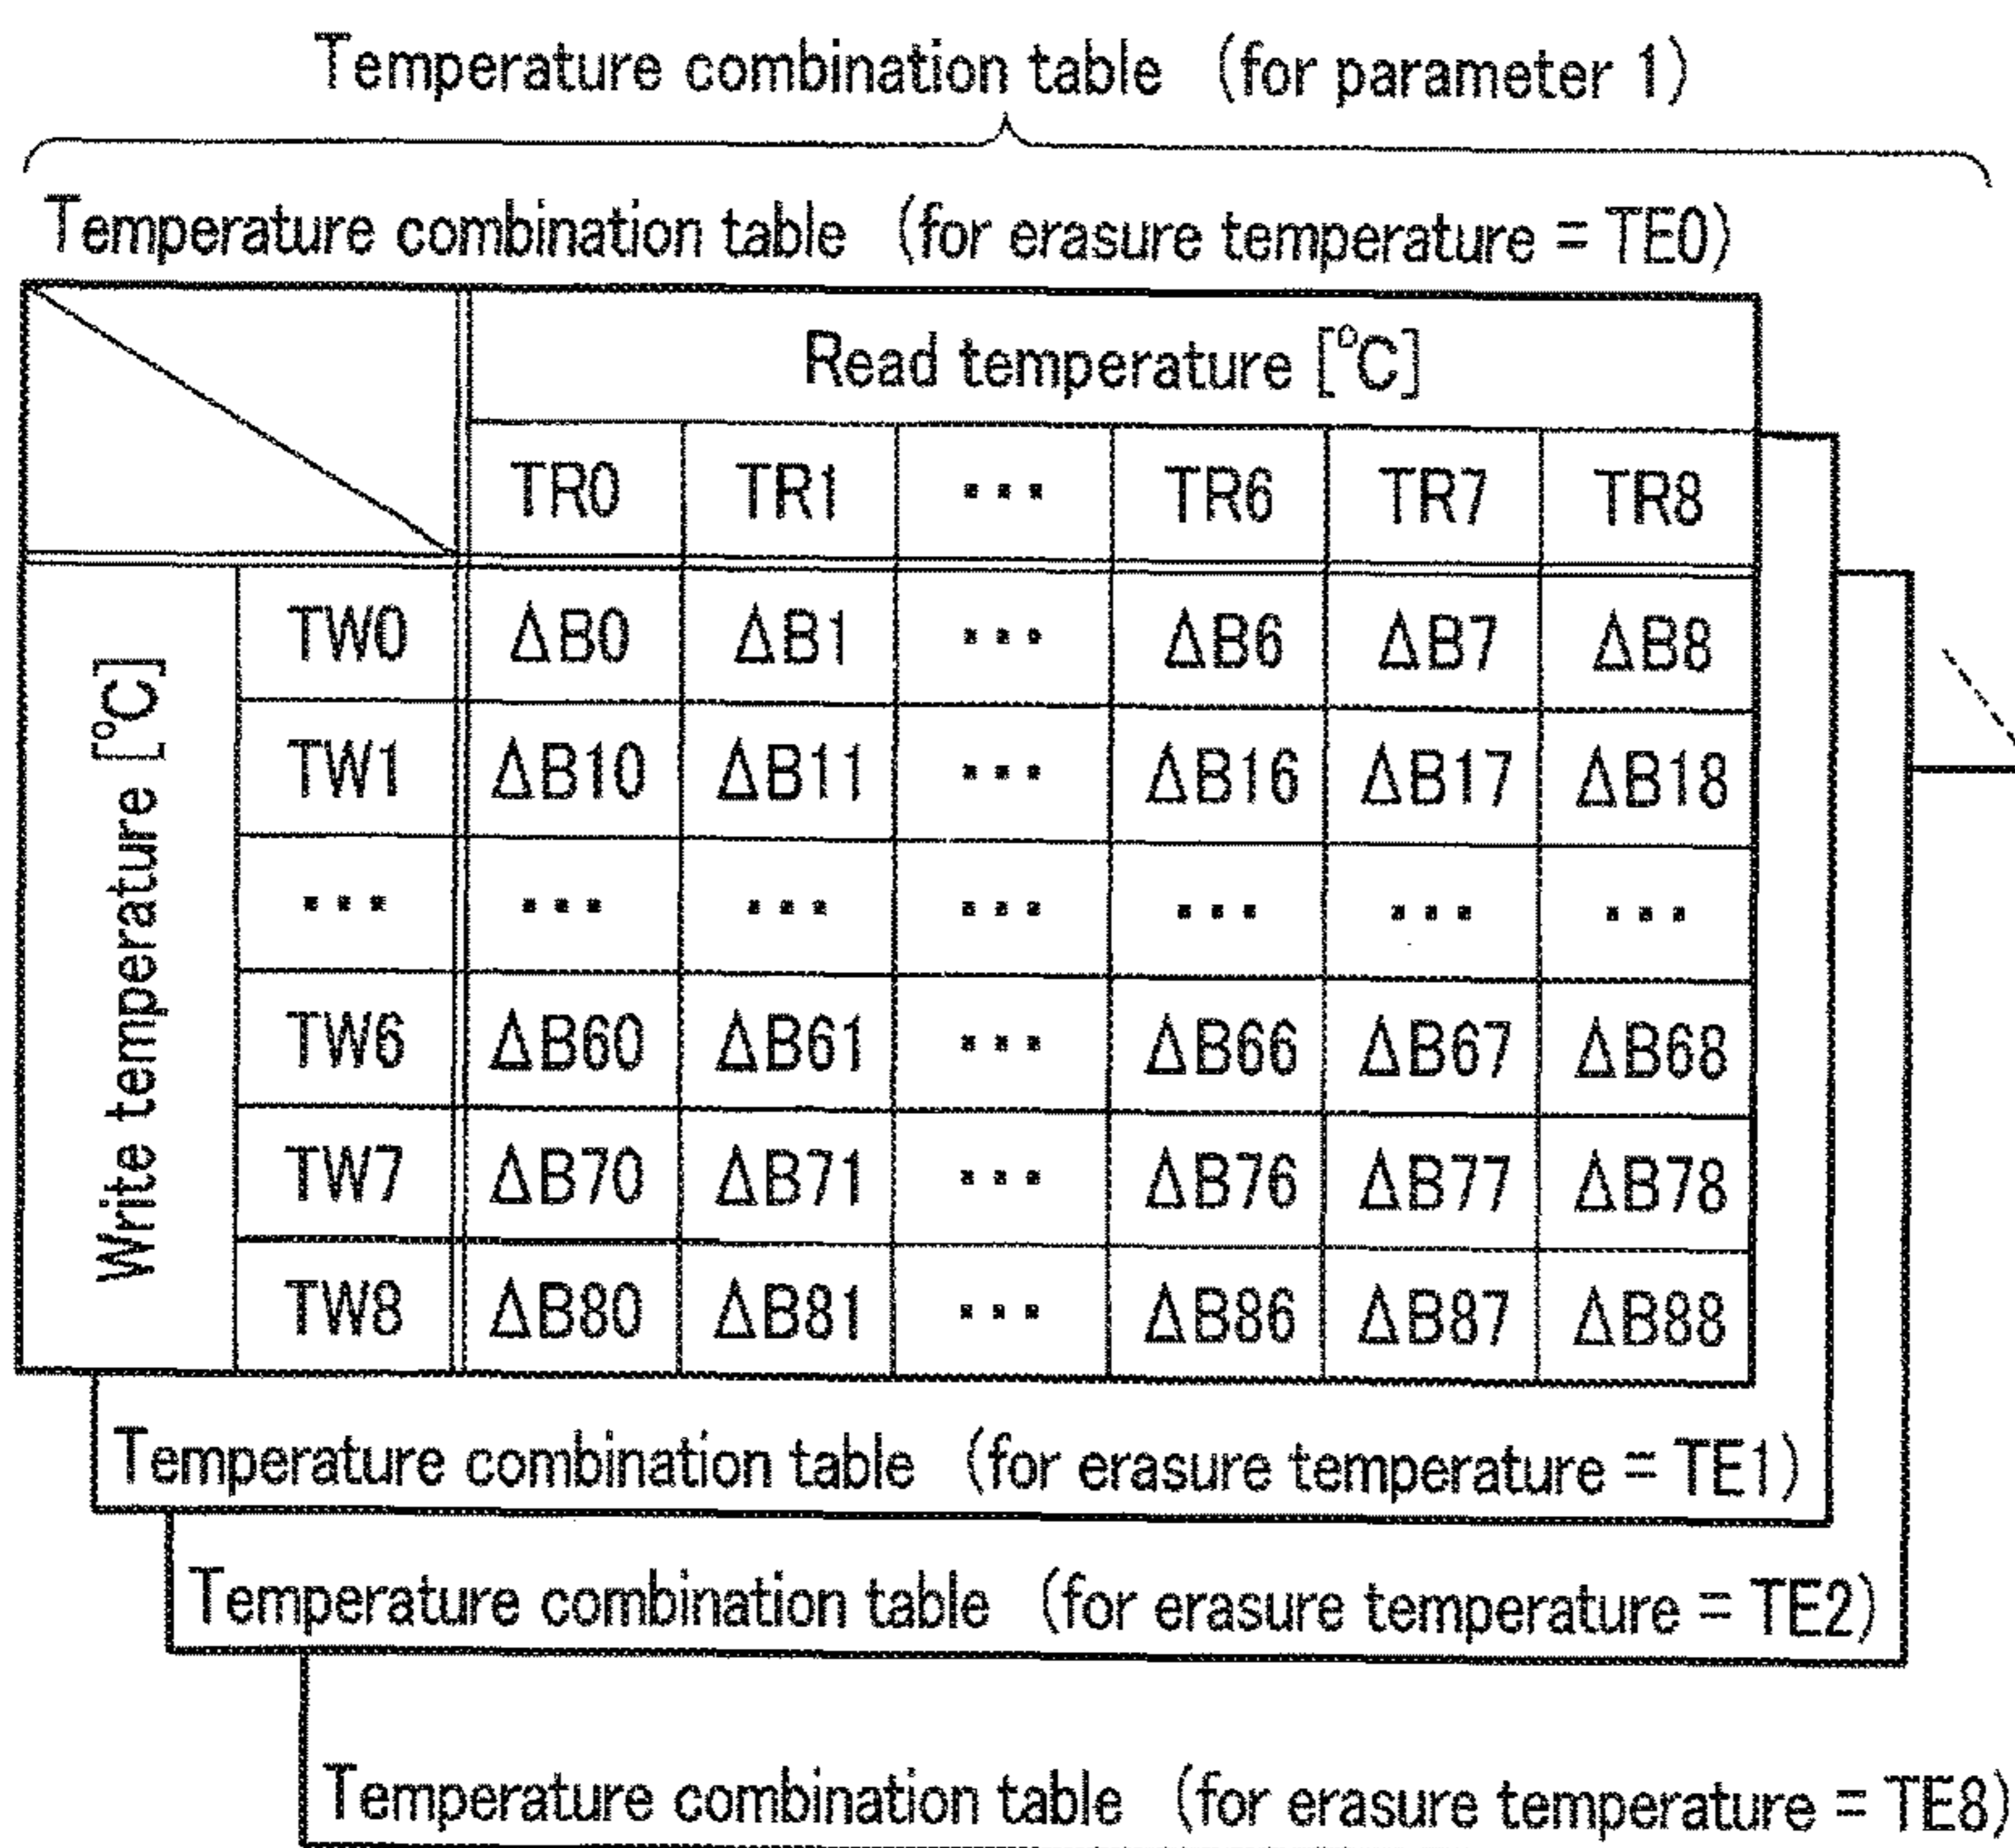 Temperature combination table (for parameter 1)
Temperature combination table (for erasure temperature = TE0)
Read temperature [°C]
TR0 TR1 ... TR6 TR7 TR8
Write temperature [°C]
TW0 ΔB0 ΔB1 ... ΔB6 ΔB7 ΔB8
TW1 ΔB10 ΔB11 ... ΔB16 ΔB17 ΔB18
... ... ... ... ... ... ...
TW6 ΔB60 ΔB61 ... ΔB66 ΔB67 ΔB68
TW7 ΔB70 ΔB71 ... ΔB76 ΔB77 ΔB78
TW8 ΔB80 ΔB81 ... ΔB86 ΔB87 ΔB88
Temperature combination table (for erasure temperature = TE1)
Temperature combination table (for erasure temperature = TE2)
Temperature combination table (for erasure temperature = TE8)